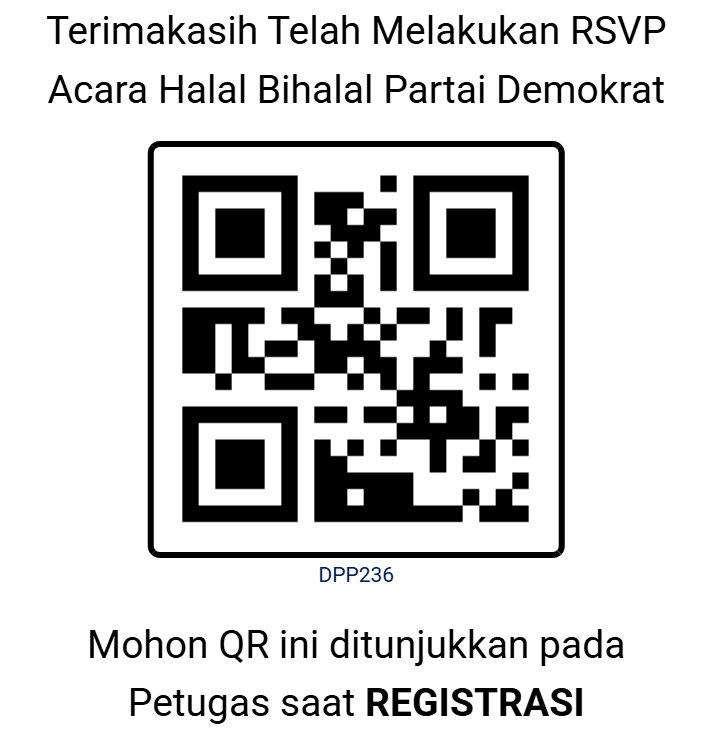 Terimakasih Telah Melakukan RSVP
Acara Halal Bihalal Partai Demokrat
DPP236
Mohon QR ini ditunjukkan pada
Petugas saat REGISTRASI